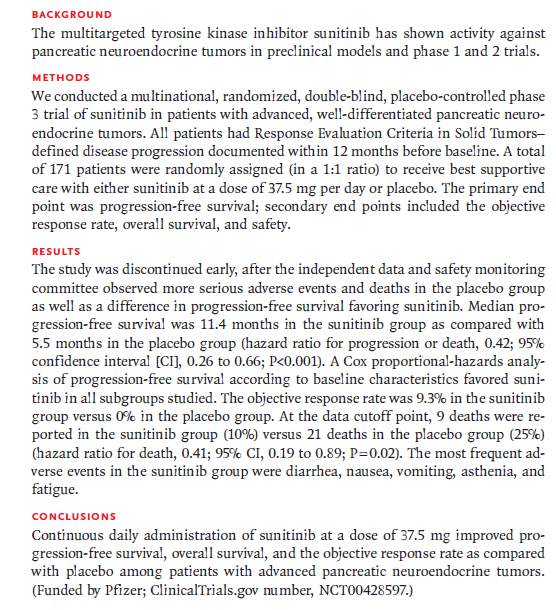 BACKGROUND
The multitargeted tyrosine kinase inhibitor sunitinib has shown activity against
pancreatic neuroendocrine tumors in preclinical models and phase 1 and 2 trials.
METHODS
We conducted a multinational, randomized, double-blind, placebo-controlled phase
3 trial of sunitinib in patients with advanced, well-differentiated pancreatic neuro-
endocrine tumors. All patients had Response Evaluation Criteria in Solid Tumors–
defined disease progression documented within 12 months before baseline. A total
of 171 patients were randomly assigned (in a 1:1 ratio) to receive best supportive
care with either sunitinib at a dose of 37.5 mg per day or placebo. The primary end
point was progression-free survival; secondary end points included the objective
response rate, overall survival, and safety.
RESULTS
The study was discontinued early, after the independent data and safety monitoring
committee observed more serious adverse events and deaths in the placebo group
as well as a difference in progression-free survival favoring sunitinib. Median pro-
gression-free survival was 11.4 months in the sunitinib group as compared with
5.5 months in the placebo group (hazard ratio for progression or death, 0.42; 95%
confidence interval [CI], 0.26 to 0.66; P<0.001). A Cox proportional-hazards analy-
sis of progression-free survival according to baseline characteristics favored suni-
tinib in all subgroups studied. The objective response rate was 9.3% in the sunitinib
group versus 0% in the placebo group. At the data cutoff point, 9 deaths were re-
ported in the sunitinib group (10%) versus 21 deaths in the placebo group (25%)
(hazard ratio for death, 0.41; 95% CI, 0.19 to 0.89; P=0.02). The most frequent ad-
verse events in the sunitinib group were diarrhea, nausea, vomiting, asthenia, and
fatigue.
CONCLUSIONS
Continuous daily administration of sunitinib at a dose of 37.5 mg improved pro-
gression-free survival, overall survival, and the objective response rate as compared
with placebo among patients with advanced pancreatic neuroendocrine tumors.
(Funded by Pfizer; ClinicalTrials.gov number, NCT00428597.)